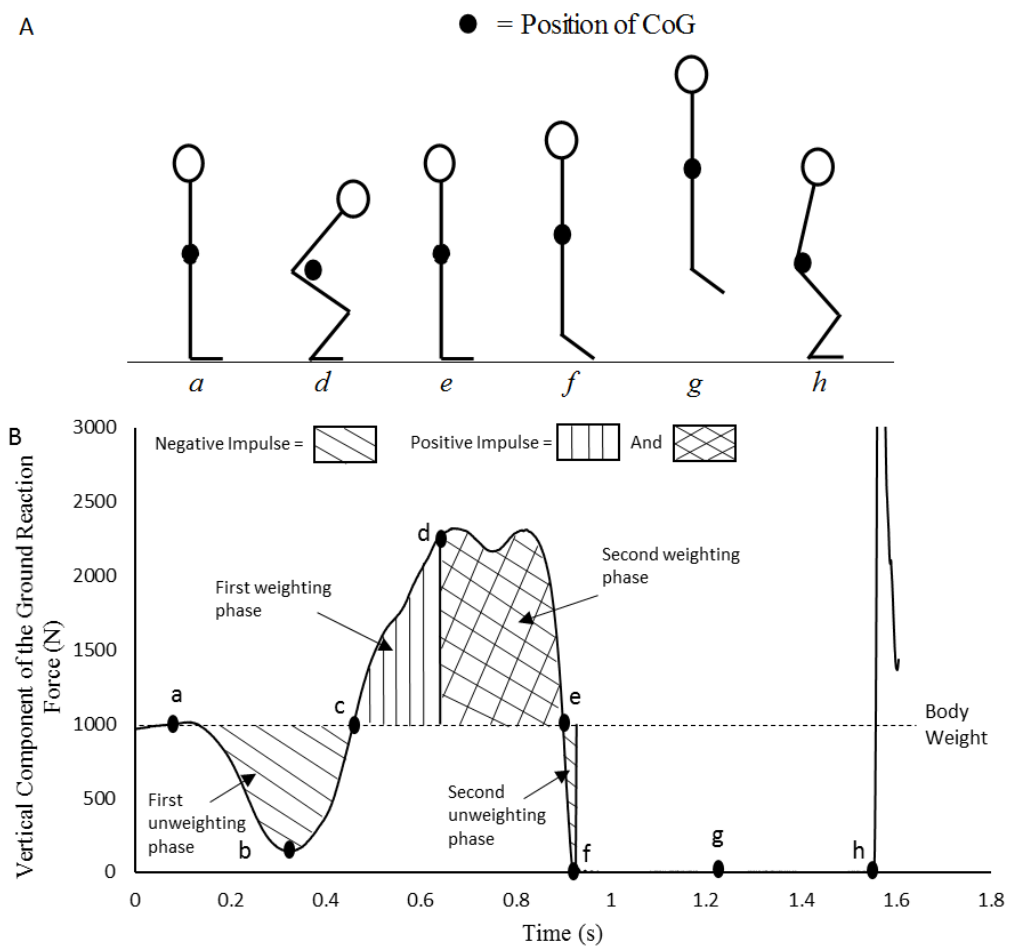 A
= Position of CoG
a d e f g h
B
Negative Impulse =
Positive Impulse =
And
Vertical Component of the Ground Reaction
Force (N)
3000
2500
2000
1500
1000
500
0
First weighting
phase
Second weighting
phase
First
unweighting
phase
Second
unweighting
phase
Body
Weight
a
b
c
d
e
f
g
h
0 0.2 0.4 0.6 0.8 1 1.2 1.4 1.6 1.8
Time (s)